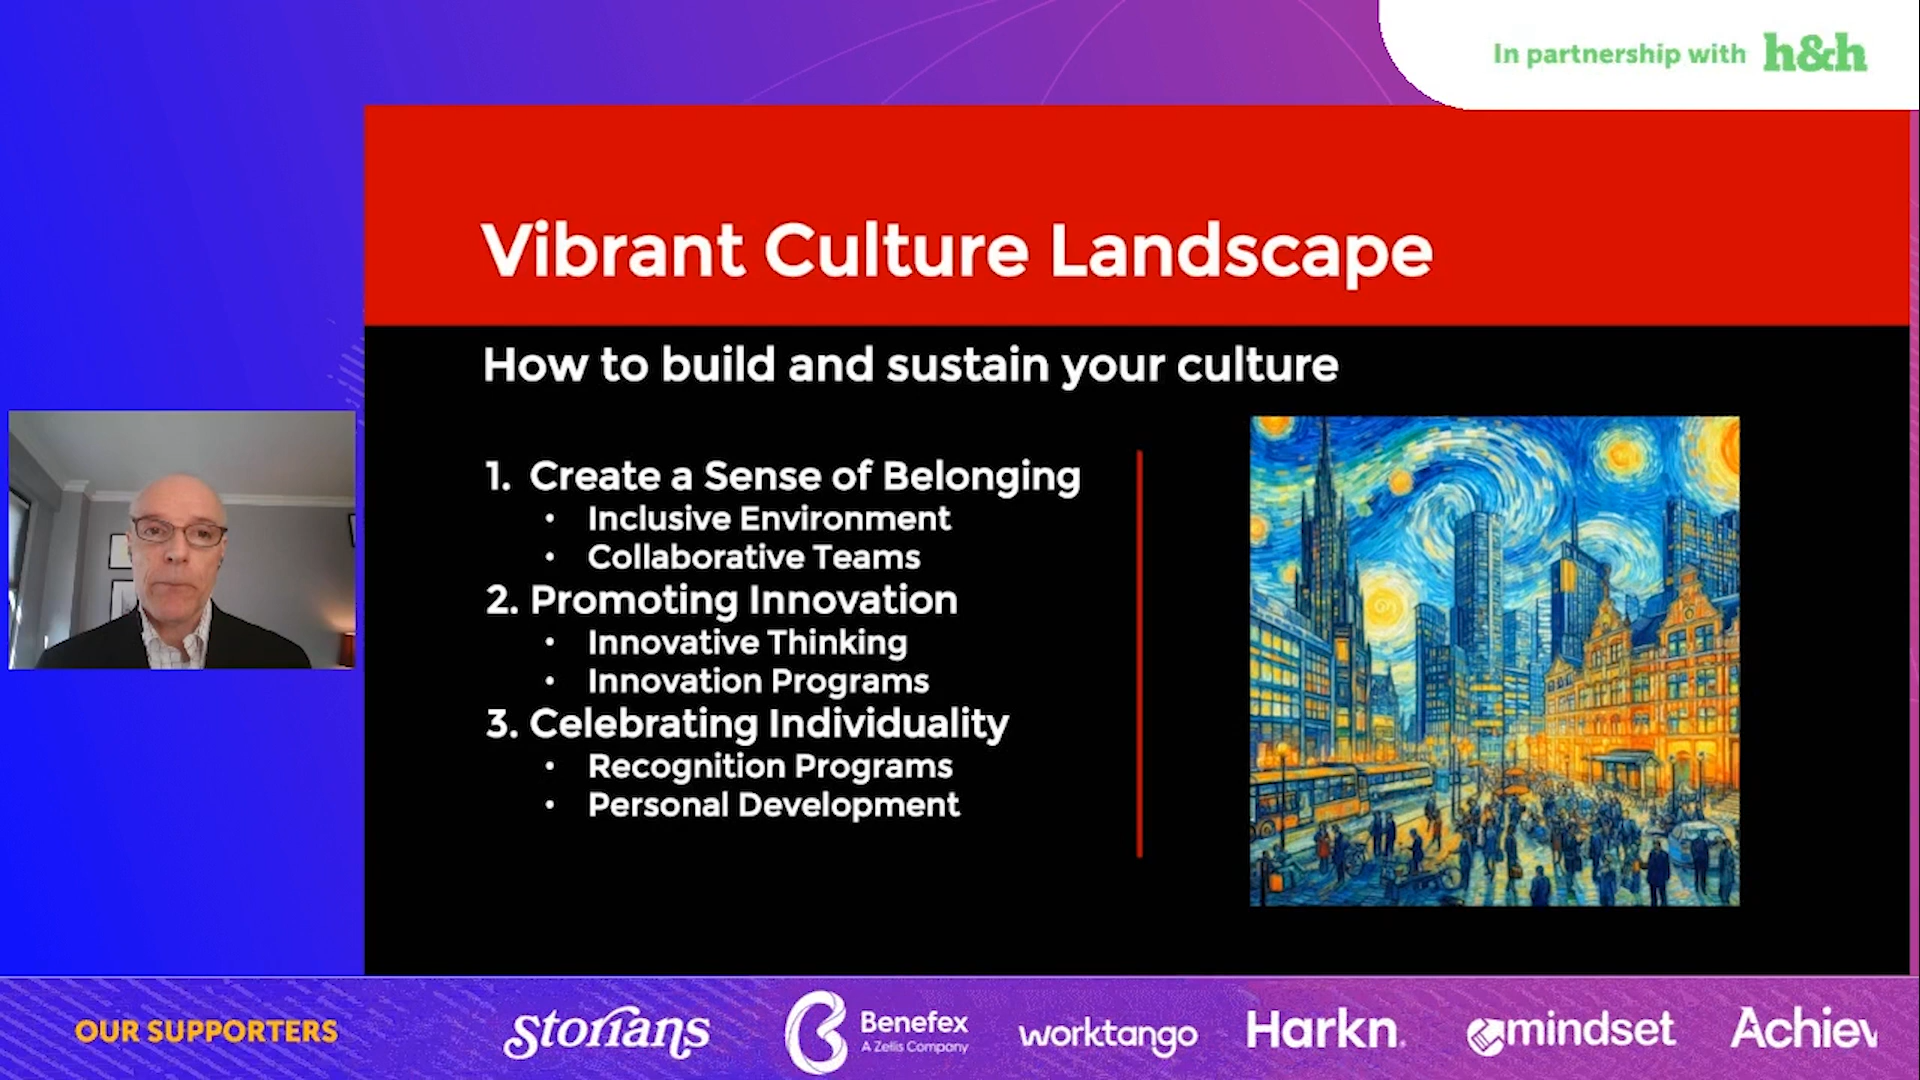 In partnership with h&h
Vibrant Culture Landscape
How to build and sustain your culture
1. Create a Sense of Belonging
• Inclusive Environment
• Collaborative Teams
2. Promoting Innovation
• Innovative Thinking
• Innovation Programs
3. Celebrating Individuality
• Recognition Programs
• Personal Development
OUR SUPPORTERS
Storians
Benefex
A Zellis Company
worktango
Harkn.
mindset
Achiev